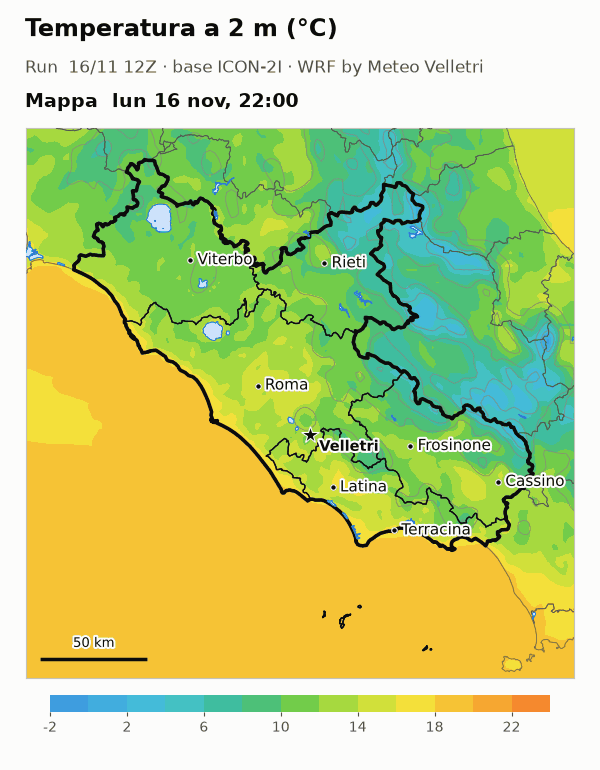 Temperatura a 2 m (°C)
Run  16/11 12Z · base ICON-2I · WRF by Meteo Velletri
Mappa  lun 16 nov, 22:00
Viterbo
Rieti
Roma
Velletri
Frosinone
Cassino
Latina
Terracina
50 km
-2 2 6 10 14 18 22